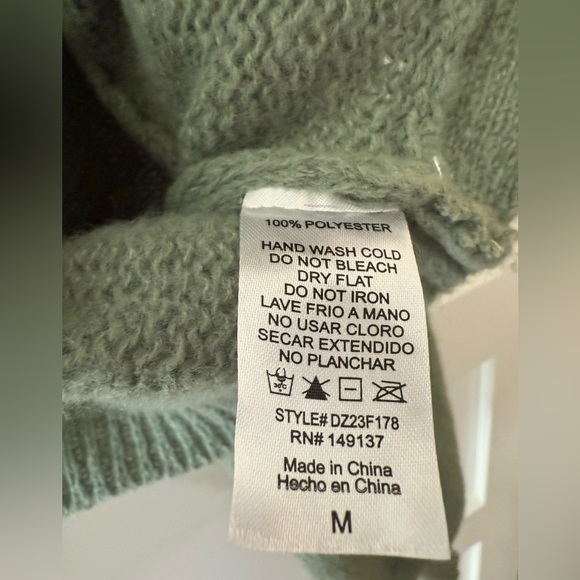 100% POLYESTER
HAND WASH COLD
DO NOT BLEACH
DRY FLAT
DO NOT IRON
LAVE FRIO A MANO
NO USAR CLORO
SECAR EXTENDIDO
NO PLANCHAR
30°C
STYLE# DZ23F178
RN# 149137
Made in China
Hecho en China
M